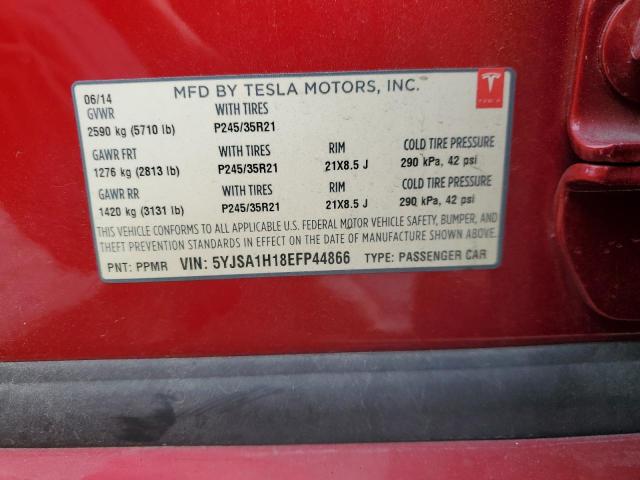 06/14 MFD BY TESLA MOTORS, INC.
GVWR WITH TIRES
2590 kg (5710 lb) P245/35R21
GAWR FRT WITH TIRES RIM COLD TIRE PRESSURE
1276 kg (2813 lb) P245/35R21 21X8.5 J 290 kPa, 42 psi
GAWR RR WITH TIRES RIM COLD TIRE PRESSURE
1420 kg (3131 lb) P245/35R21 21X8.5 J 290 kPa, 42 psi
THIS VEHICLE CONFORMS TO ALL APPLICABLE U.S. FEDERAL MOTOR VEHICLE SAFETY, BUMPER, AND
THEFT PREVENTION STANDARDS IN EFFECT ON THE DATE OF MANUFACTURE SHOWN ABOVE.
PNT: PPMR VIN: 5YJSA1H18EFP44866 TYPE: PASSENGER CAR
TESLA